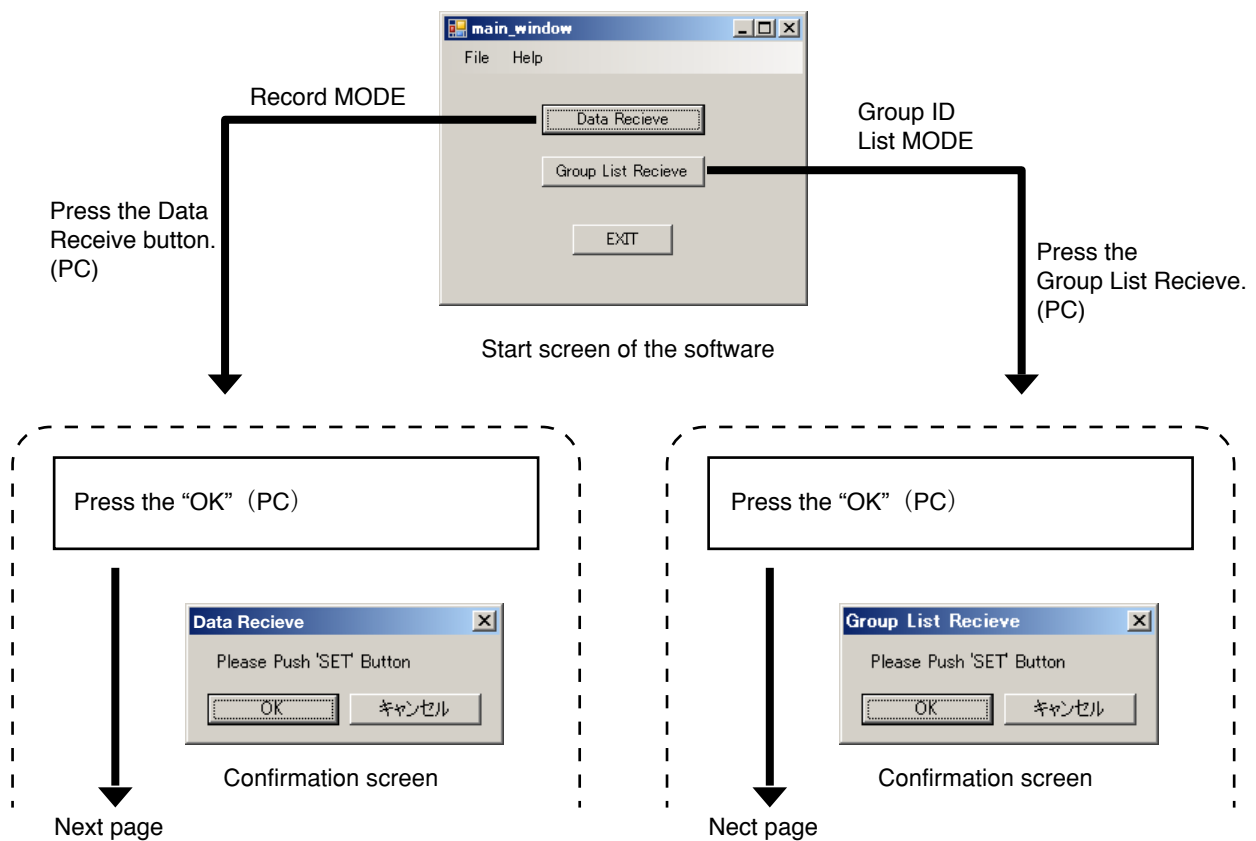 main_window
File Help
Data Recieve
Group List Recieve
EXIT
Start screen of the software
Record MODE
Press the Data
Receive button.
(PC)
Group ID
List MODE
Press the
Group List Recieve.
(PC)
Press the “OK”（PC）
Data Recieve
Please Push 'SET' Button
OK キャンセル
Confirmation screen
Next page
Press the “OK”（PC）
Group List Recieve
Please Push 'SET' Button
OK キャンセル
Confirmation screen
Nect page